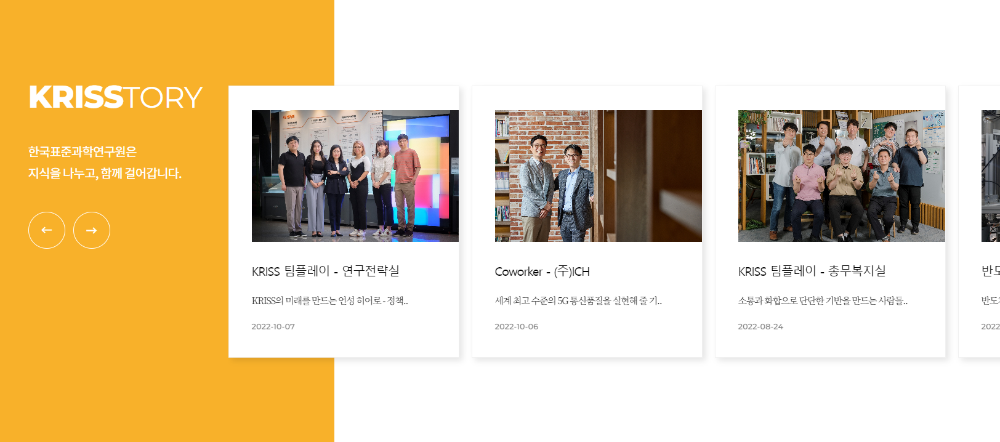 KRISSTORY
한국표준과학연구원은
지식을 나누고, 함께 걸어갑니다.
KRISS 팀플레이 - 연구전략실
KRISS의 미래를 만드는 언성 히어로 - 정책..
2022-10-07
Coworker - (주)ICH
세계 최고 수준의 5G 통신품질을 실현해 줄 기..
2022-10-06
KRISS 팀플레이 - 총무복지실
소통과 화합으로 단단한 기반을 만드는 사람들..
2022-08-24
반도
2022